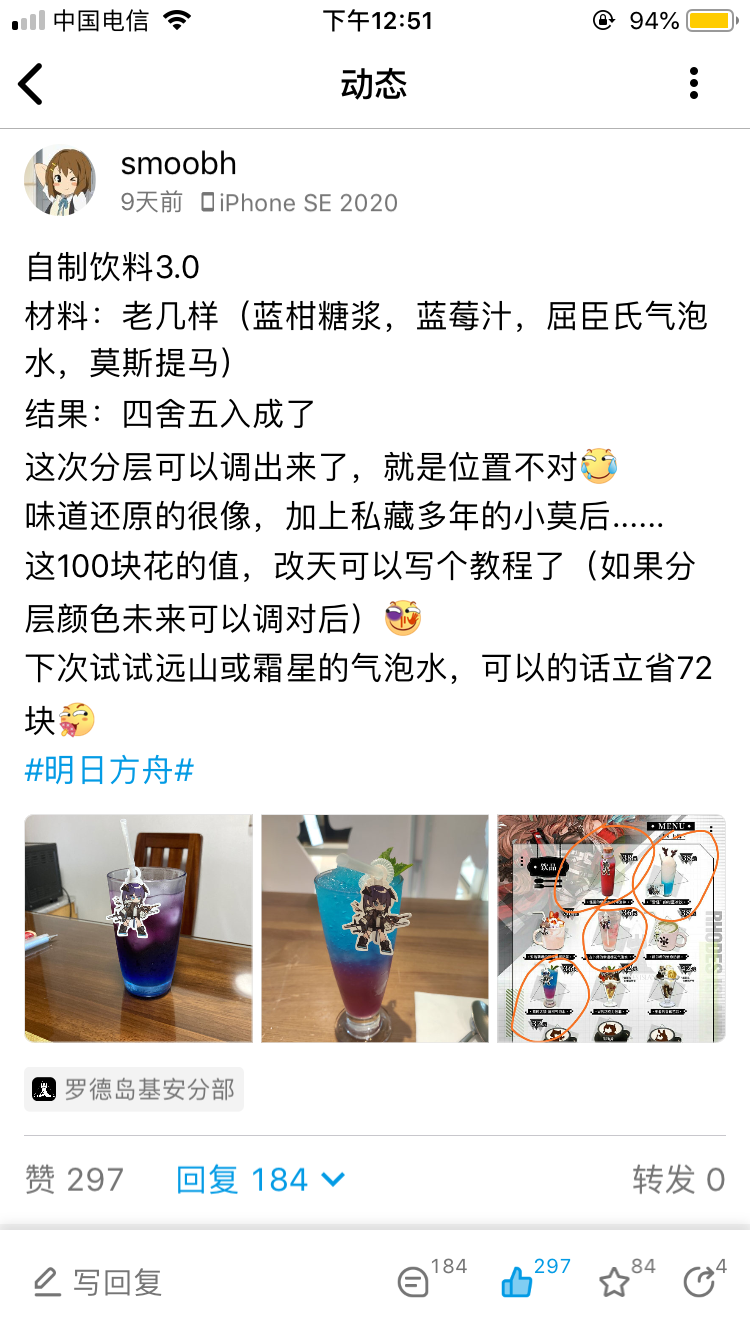 中国电信
下午12:51
94%
动态
smoobh
9天前 iPhone SE 2020
自制饮料3.0
材料：老几样（蓝柑糖浆，蓝莓汁，屈臣氏气泡
水，莫斯提马）
结果：四舍五入成了
这次分层可以调出来了，就是位置不对
味道还原的很像，加上私藏多年的小莫后......
这100块花的值，改天可以写个教程了（如果分
层颜色未来可以调对后）
下次试试远山或霜星的气泡水，可以的话立省72
块
#明日方舟#
MENU
饮品
罗德岛基安分部
赞 297
回复 184
转发 0
写回复
184
297
84
4